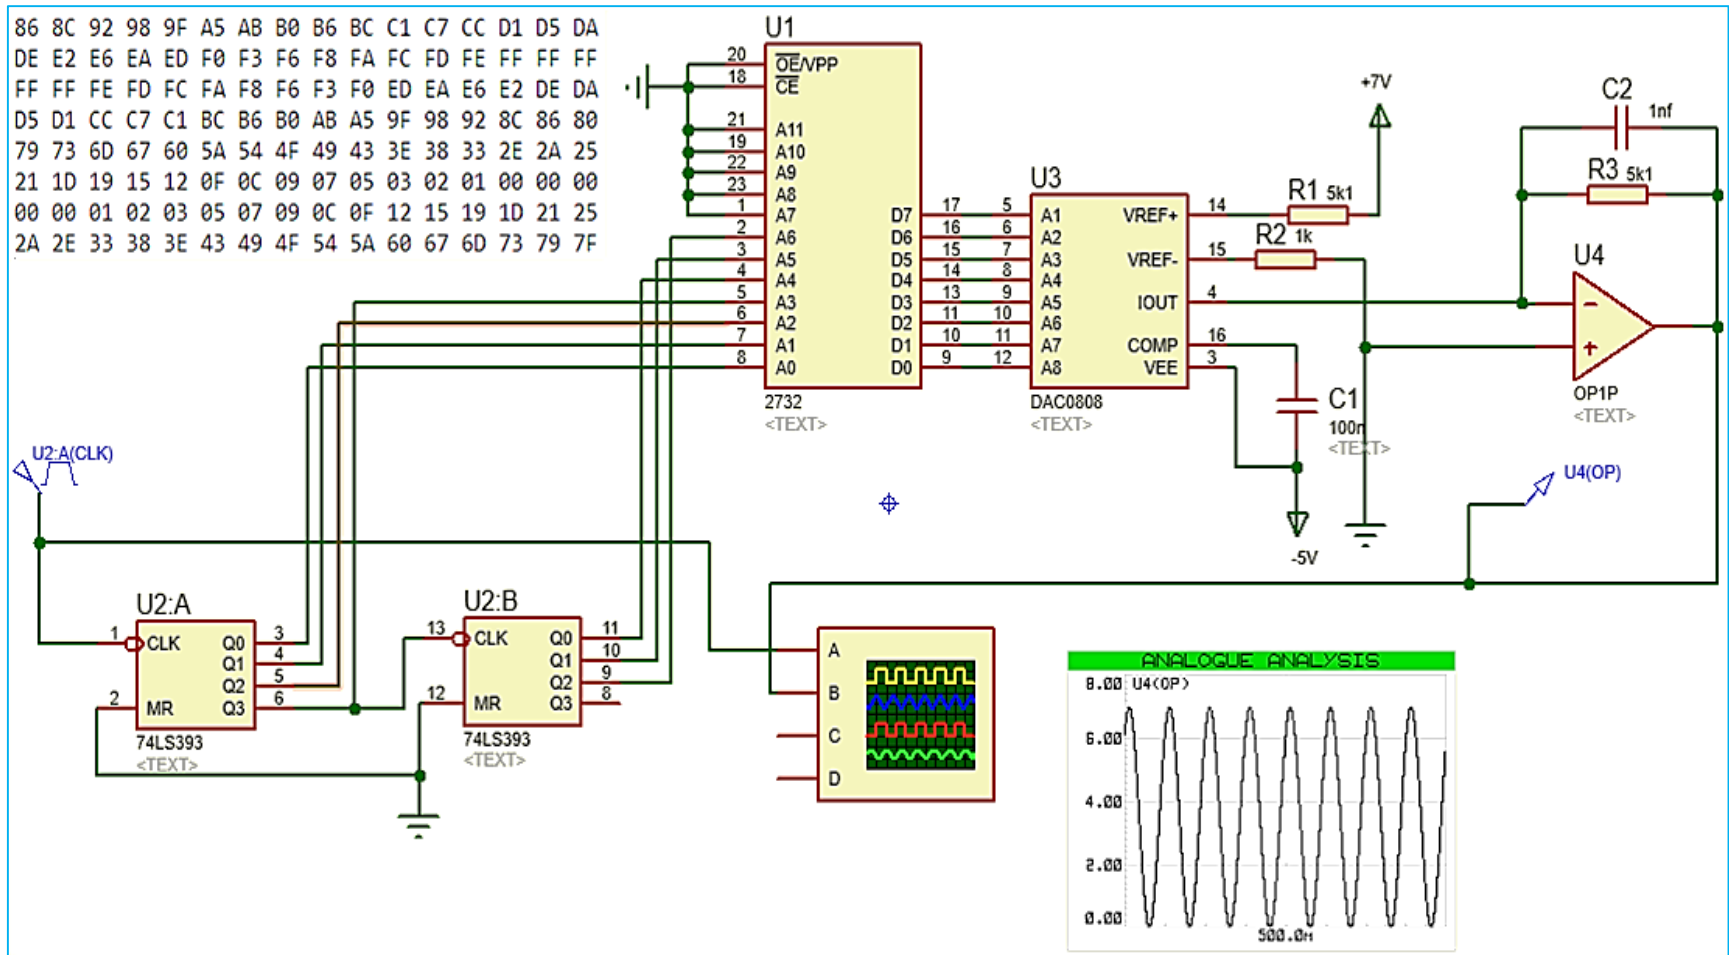 86 8C 92 98 9F A5 AB B0 B6 BC C1 C7 CC D1 D5 DA
DE E2 E6 EA ED F0 F3 F6 F8 FA FC FD FE FF FF FF
FF FF FE FD FC FA F8 F6 F3 F0 ED EA E6 E2 DE DA
D5 D1 CC C7 C1 BC B6 B0 AB A5 9F 98 92 8C 86 80
79 73 6D 67 60 5A 54 4F 49 43 3E 38 33 2E 2A 25
21 1D 19 15 12 0F 0C 09 07 05 03 02 01 00 00 00
00 00 01 02 03 05 07 09 0C 0F 12 15 19 1D 21 25
2A 2E 33 38 3E 43 49 4F 54 5A 60 67 6D 73 79 7F
U1
20 OE/VPP
18 CE
21 A11
19 A10
22 A9
23 A8
1 A7 D7 17
2 A6 D6 16
3 A5 D5 15
4 A4 D4 14
5 A3 D3 13
6 A2 D2 11
7 A1 D1 10
8 A0 D0 9
2732
<TEXT>
U3
5 A1 VREF+ 14
6 A2
7 A3 VREF- 15
8 A4
9 A5 IOUT 4
10 A6
11 A7 COMP 16
12 A8 VEE 3
DAC0808
<TEXT>
+7V
R1 5k1
R2 1k
C1
100n
<TEXT>
-5V
C2
1nf
R3 5k1
U4
OP1P
<TEXT>
U4(OP)
U2:A(CLK)
U2:A
1 CLK Q0 3
Q1 4
Q2 5
2 MR Q3 6
74LS393
<TEXT>
U2:B
13 CLK Q0 11
Q1 10
Q2 9
12 MR Q3 8
74LS393
<TEXT>
A
B
C
D
ANALOGUE ANALYSIS
8.00 U4(OP)
6.00
4.00
2.00
0.00
500.0m